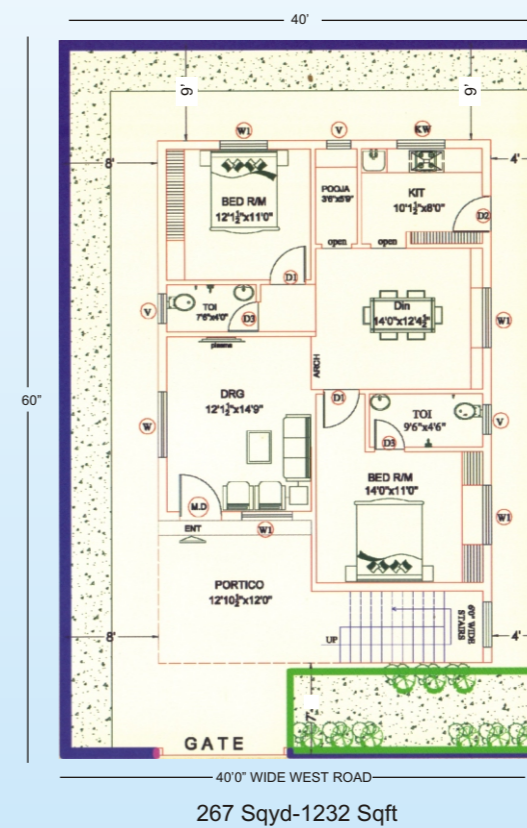 40'
60"
9'
9'
8'
4'
W1
V
KW
BED R/M
12'1½"x11'0"
POOJA
3'6"x5'9"
KIT
10'1½"x8'0"
D2
open
open
D1
TOI
7'6"x4'0"
D3
V
Din
14'0"x12'4½"
W1
plasma
ARCH
DRG
12'1½"x14'9"
D1
TOI
9'6"x4'6"
D3
V
W
BED R/M
14'0"x11'0"
M.D
W1
W1
ENT
PORTICO
12'10½"x12'0"
6'0" WIDE
STAIRS
UP
8'
4'
7'
GATE
40'0" WIDE WEST ROAD
267 Sqyd-1232 Sqft